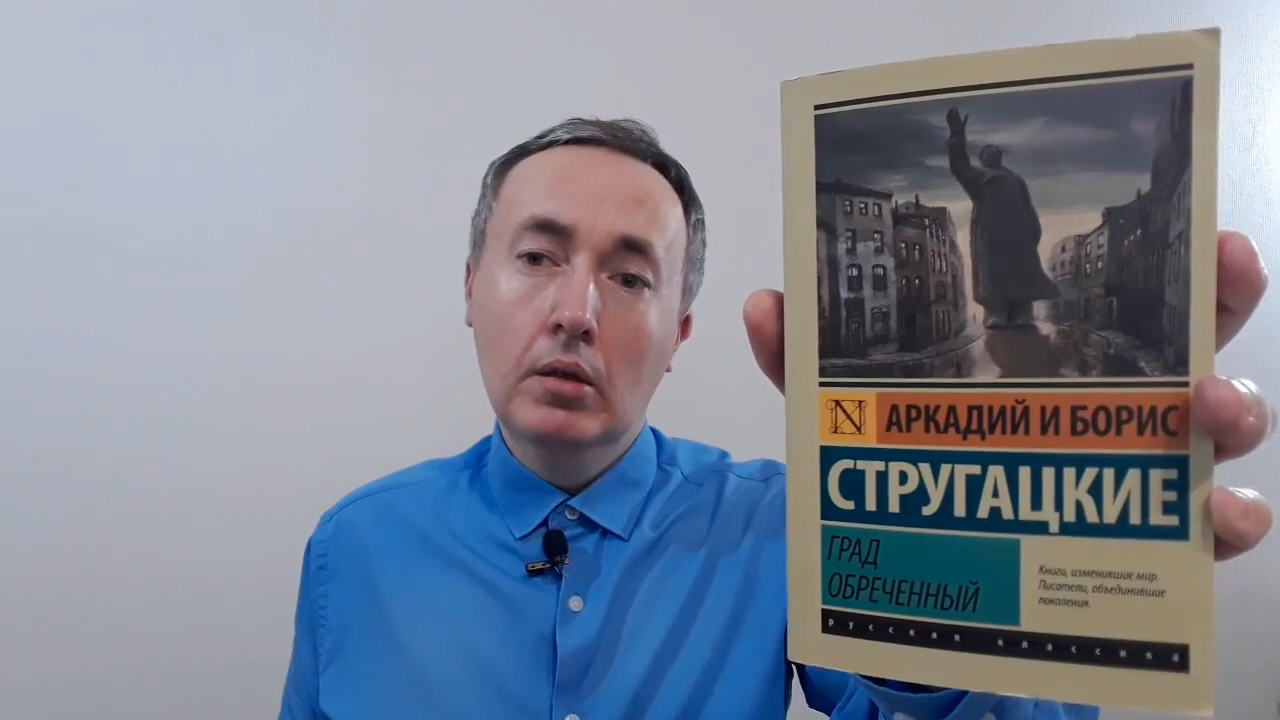 АРКАДИЙ И БОРИС
СТРУГАЦКИЕ
ГРАД
ОБРЕЧЕННЫЙ
Книги, изменившие мир.
Писатели, объединившие
поколения.
русская классика